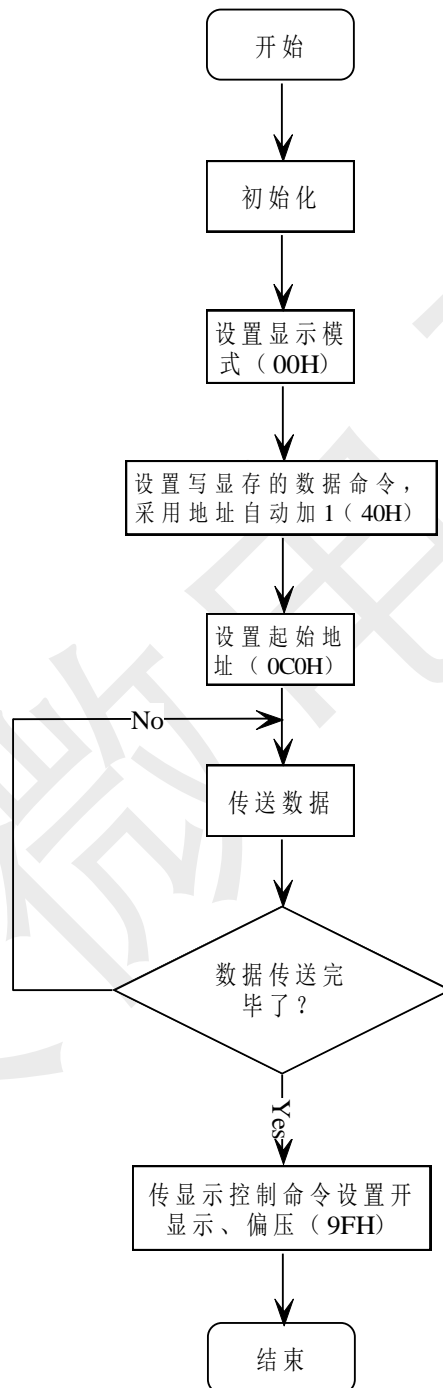 开始
初始化
设置显示模
式（00H）
设置写显存的数据命令，
采用地址自动加1（40H）
设置起始地
址（0C0H）
No
传送数据
数据传送完
毕了？
Yes
传显示控制命令设置开
显示、偏压（9FH）
结束
微电